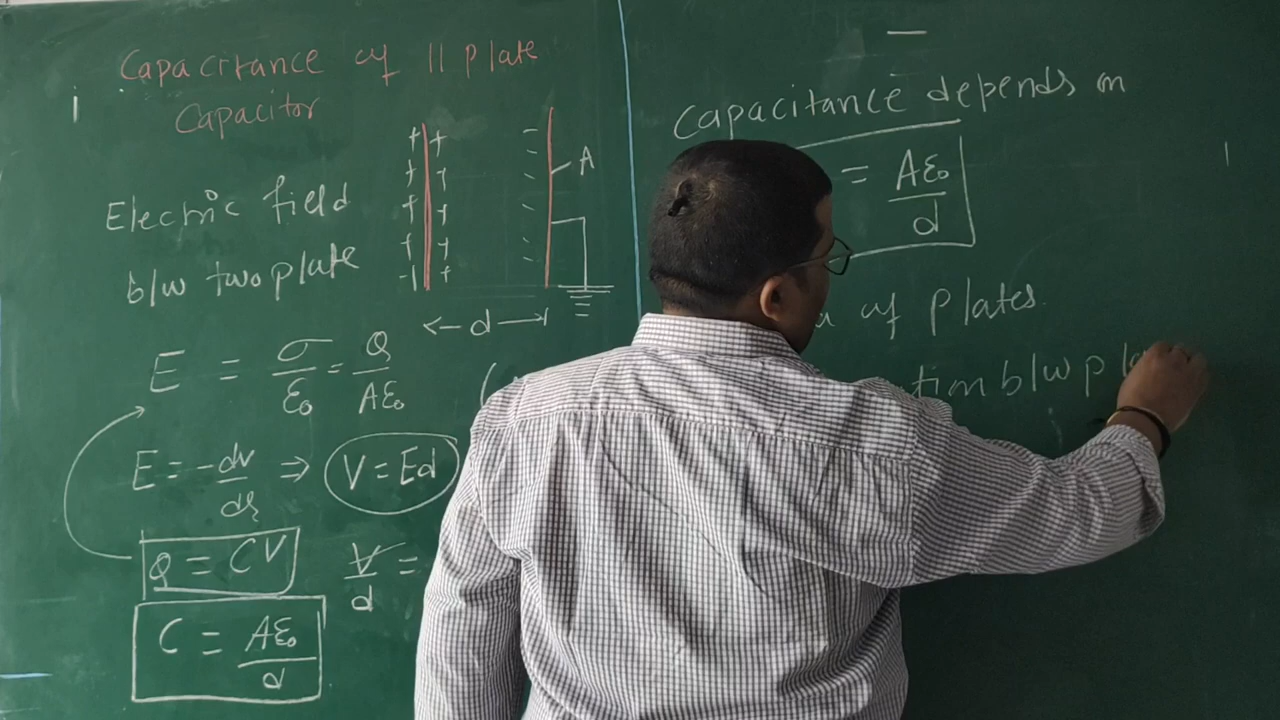 Capacitance of || plate
Capacitor
Electric field
b/w two plate
+ +
+ +
+ +
+ +
+ +
A
← d →
E = σ/ε₀ = Q/Aε₀
E = -dv/dr ⇒ V = Ed
Q = CV
V/d =
C = Aε₀/d
Capacitance depends on
= Aε₀/d
of Plates
b/w